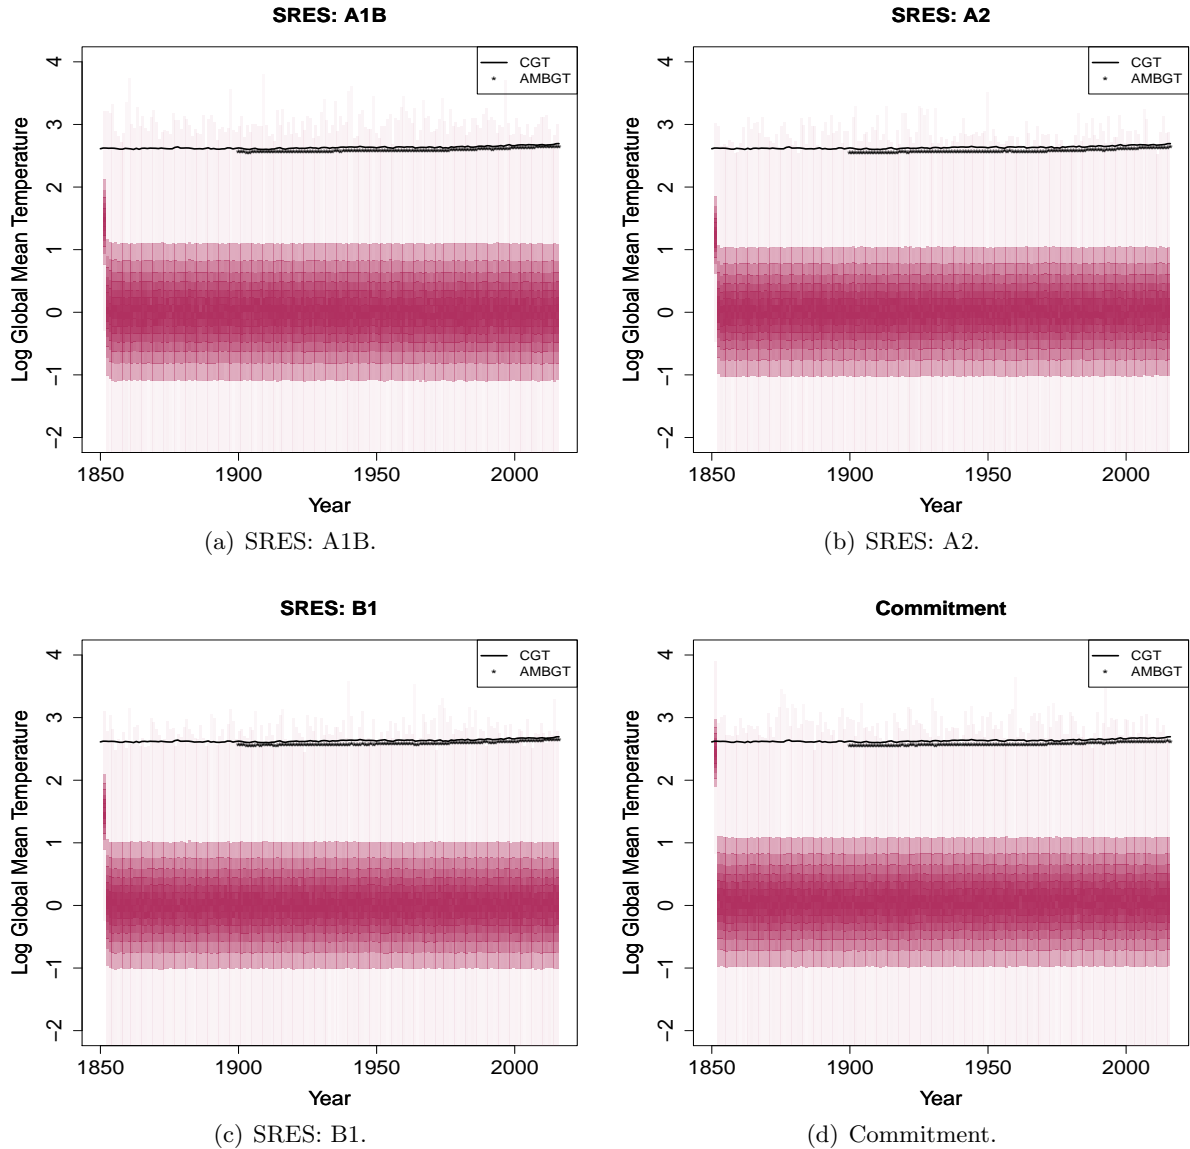 SRES: A1B
CGT
AMBGT
Log Global Mean Temperature
4
3
2
1
0
−1
−2
1850 1900 1950 2000
Year
(a) SRES: A1B.
SRES: A2
CGT
AMBGT
Log Global Mean Temperature
4
3
2
1
0
−1
−2
1850 1900 1950 2000
Year
(b) SRES: A2.
SRES: B1
CGT
AMBGT
Log Global Mean Temperature
4
3
2
1
0
−1
−2
1850 1900 1950 2000
Year
(c) SRES: B1.
Commitment
CGT
AMBGT
Log Global Mean Temperature
4
3
2
1
0
−1
−2
1850 1900 1950 2000
Year
(d) Commitment.